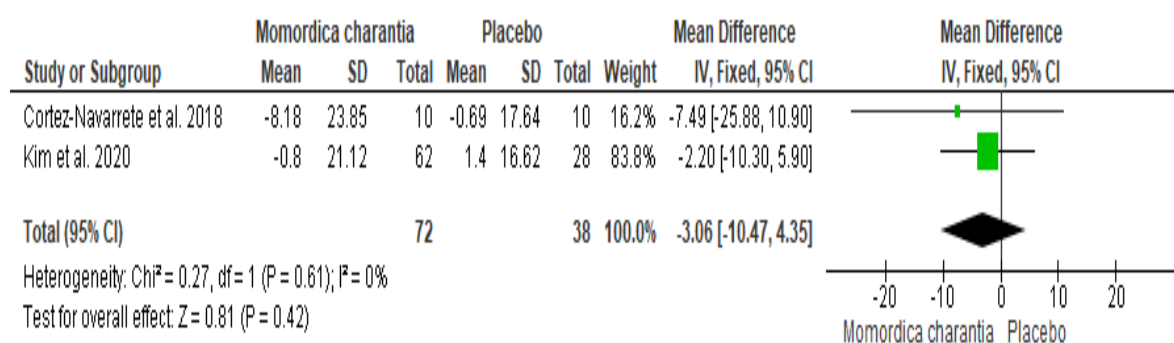 Momordica charantia Placebo Mean Difference Mean Difference
Study or Subgroup Mean SD Total Mean SD Total Weight IV, Fixed, 95% CI IV, Fixed, 95% CI
Cortez-Navarrete et al. 2018 -8.18 23.85 10 -0.69 17.64 10 16.2% -7.49 [-25.88, 10.90]
Kim et al. 2020 -0.8 21.12 62 1.4 16.62 28 83.8% -2.20 [-10.30, 5.90]
Total (95% CI) 72 38 100.0% -3.06 [-10.47, 4.35]
Heterogeneity: Chi² = 0.27, df = 1 (P = 0.61); I² = 0%
Test for overall effect: Z = 0.81 (P = 0.42)
-20 -10 0 10 20
Momordica charantia Placebo